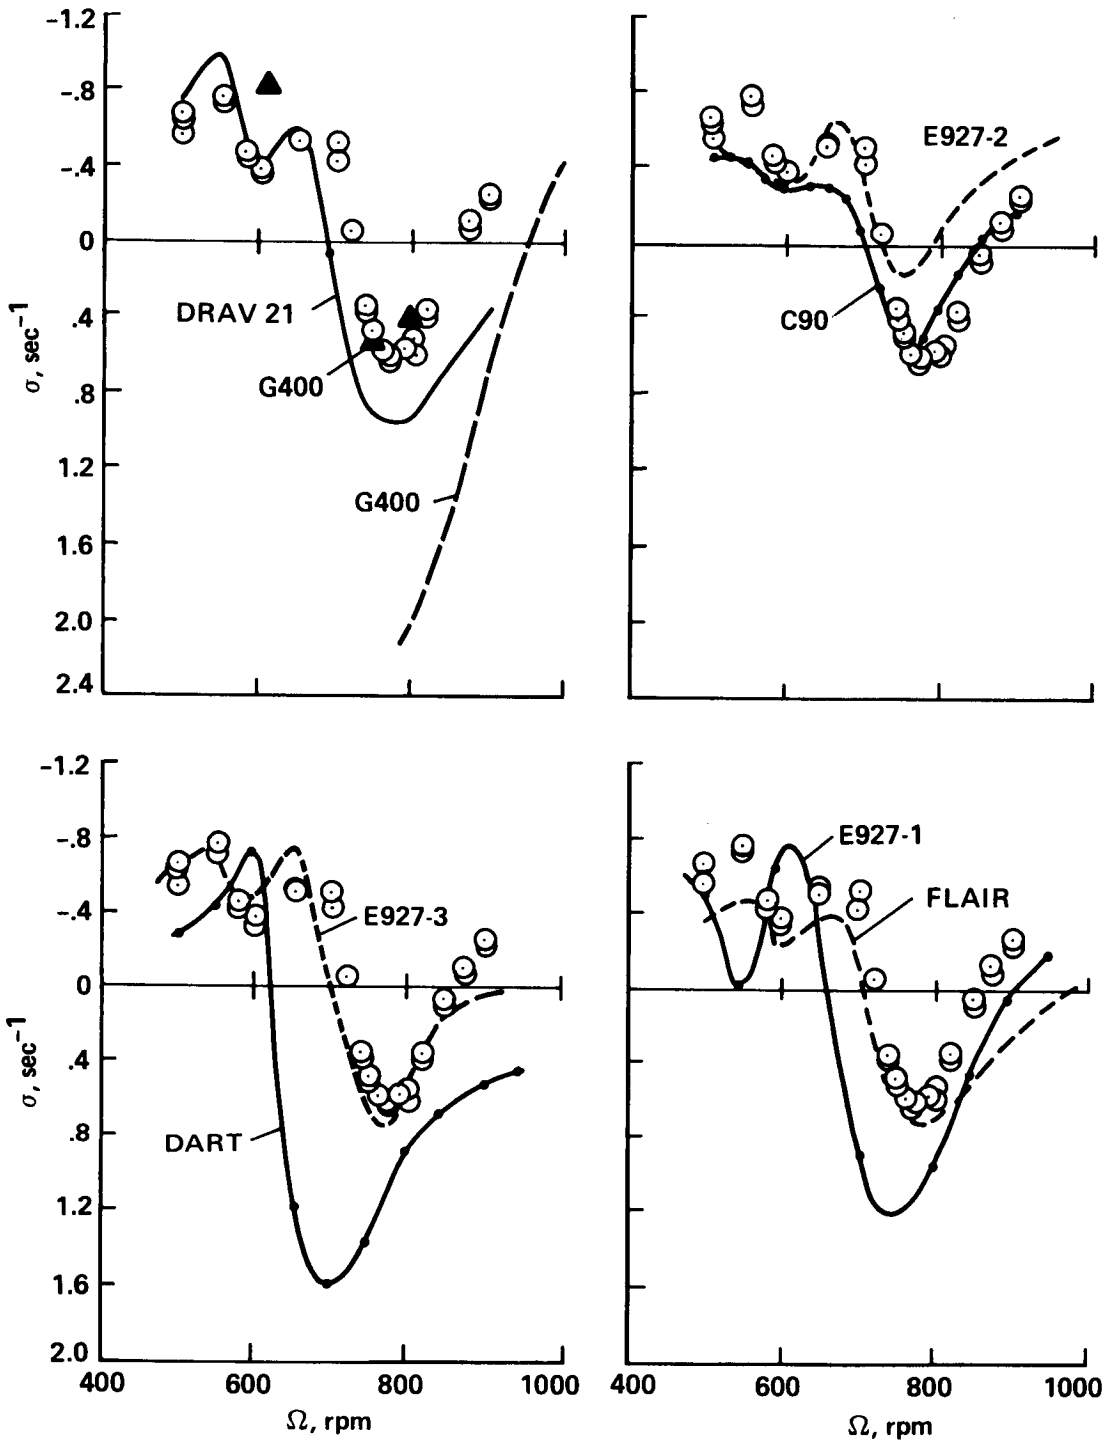 -1.2
-.8
-.4
0
.4
.8
1.2
1.6
2.0
2.4
σ, sec⁻¹
DRAV 21
G400
G400
E927-2
C90
-1.2
-.8
-.4
0
.4
.8
1.2
1.6
2.0
σ, sec⁻¹
E927-3
DART
400 600 800 1000
Ω, rpm
E927-1
FLAIR
400 600 800 1000
Ω, rpm